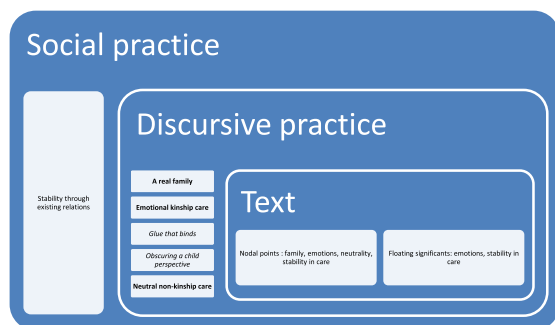 Social practice
Stability through
existing relations
Discursive practice
A real family
Emotional kinship care
Glue that binds
Obscuring a child
perspective
Neutral non-kinship care
Text
Nodal points : family, emotions, neutrality,
stability in care
Floating significants: emotions, stability in
care